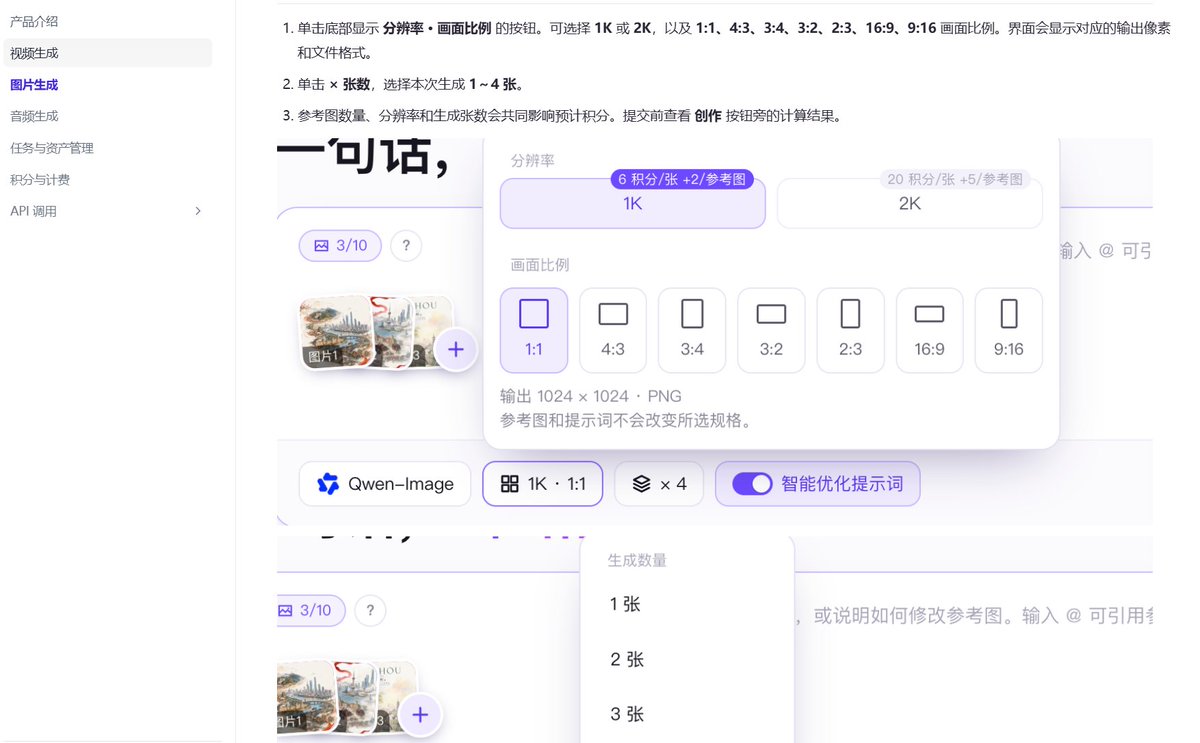 产品介绍
视频生成
图片生成
音频生成
任务与资产管理
积分与计费
API 调用
1. 单击底部显示 分辨率 · 画面比例 的按钮。可选择 1K 或 2K，以及 1:1、4:3、3:4、3:2、2:3、16:9、9:16 画面比例。界面会显示对应的输出像素
和文件格式。
2. 单击 × 张数，选择本次生成 1 ~ 4 张。
3. 参考图数量、分辨率和生成张数会共同影响预计积分。提交前查看 创作 按钮旁的计算结果。
一句话，
分辨率
6 积分/张 +2/参考图
1K
20 积分/张 +5/参考图
2K
3/10
?
输入 @ 可引
画面比例
1:1
4:3
3:4
3:2
2:3
16:9
9:16
HOU
图片1
3
+
输出 1024 × 1024 · PNG
参考图和提示词不会改变所选规格。
Qwen-Image
1K · 1:1
× 4
智能优化提示词
生成数量
1 张
3/10
?
，或说明如何修改参考图。输入 @ 可引用参
2 张
HOU
图片1
3
+
3 张